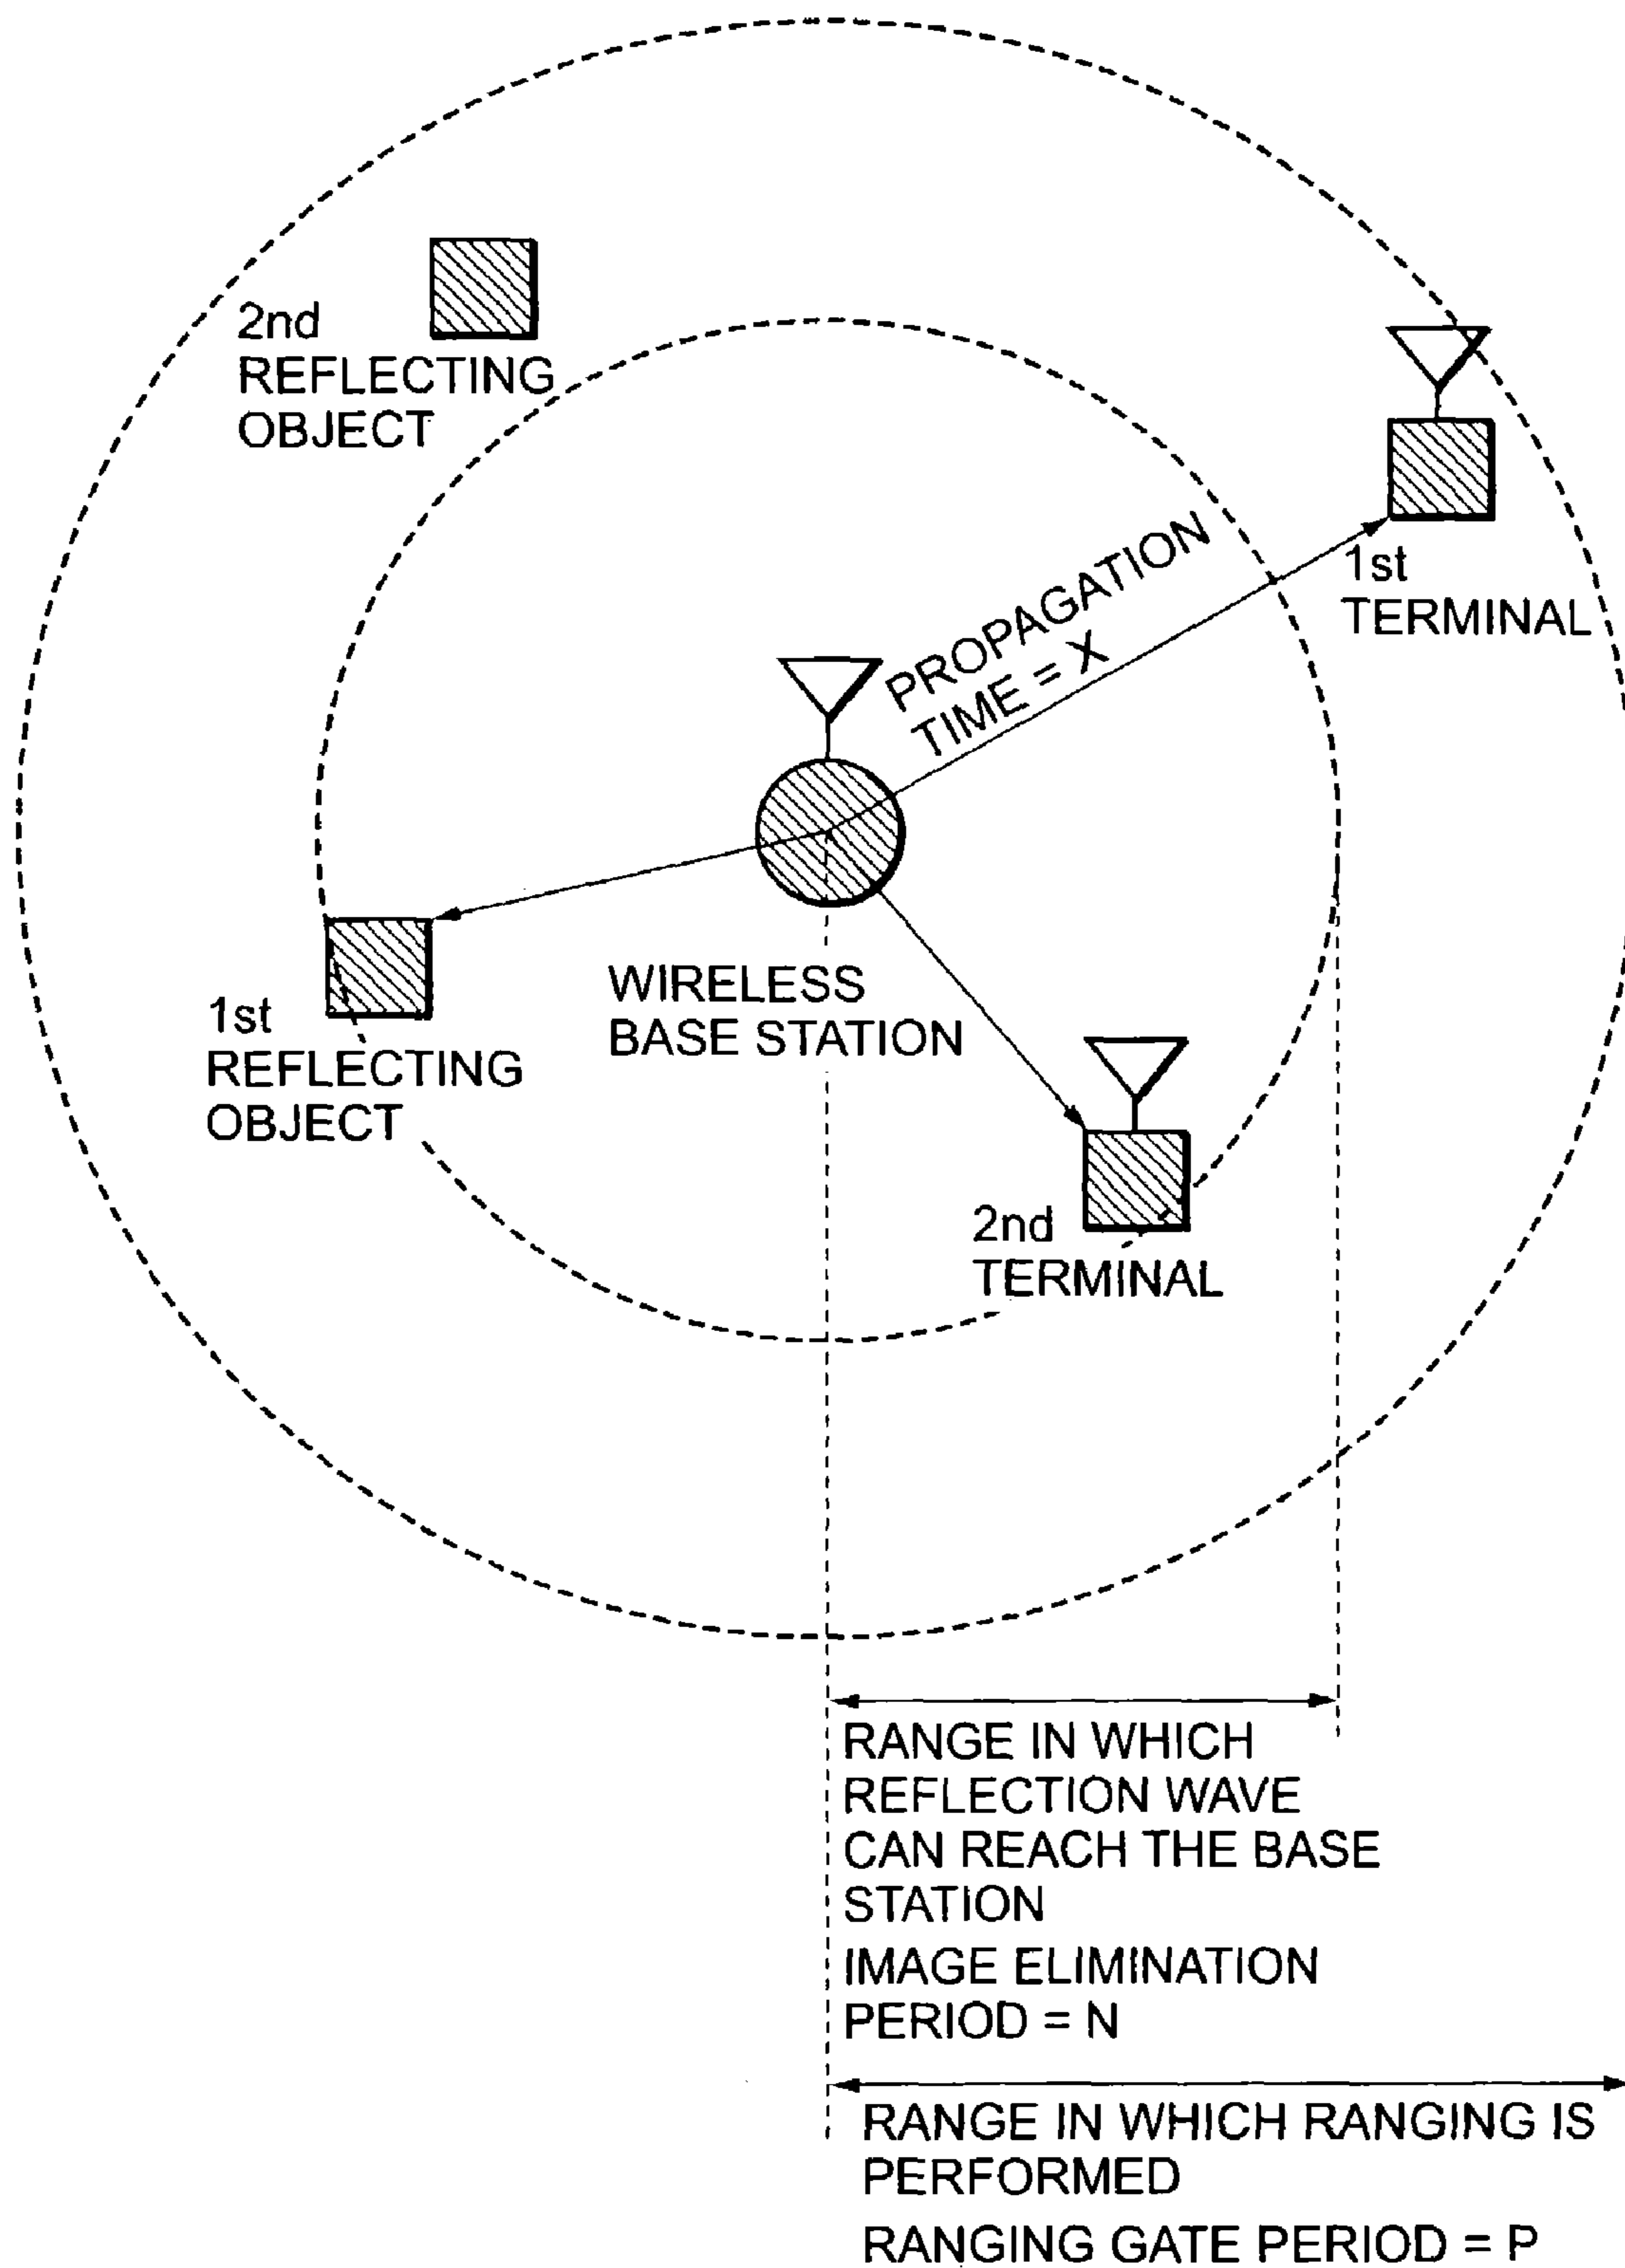 2nd
REFLECTING
OBJECT
PROPAGATION
TIME = X
1st
TERMINAL
WIRELESS
BASE STATION
1st
REFLECTING
OBJECT
2nd
TERMINAL
RANGE IN WHICH
REFLECTION WAVE
CAN REACH THE BASE
STATION
IMAGE ELIMINATION
PERIOD = N
RANGE IN WHICH RANGING IS
PERFORMED
RANGING GATE PERIOD = P